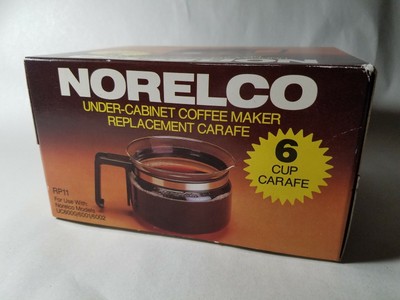 NORELCO
UNDER-CABINET COFFEE MAKER
REPLACEMENT CARAFE
6
CUP
CARAFE
RP11
For Use With
Norelco Models